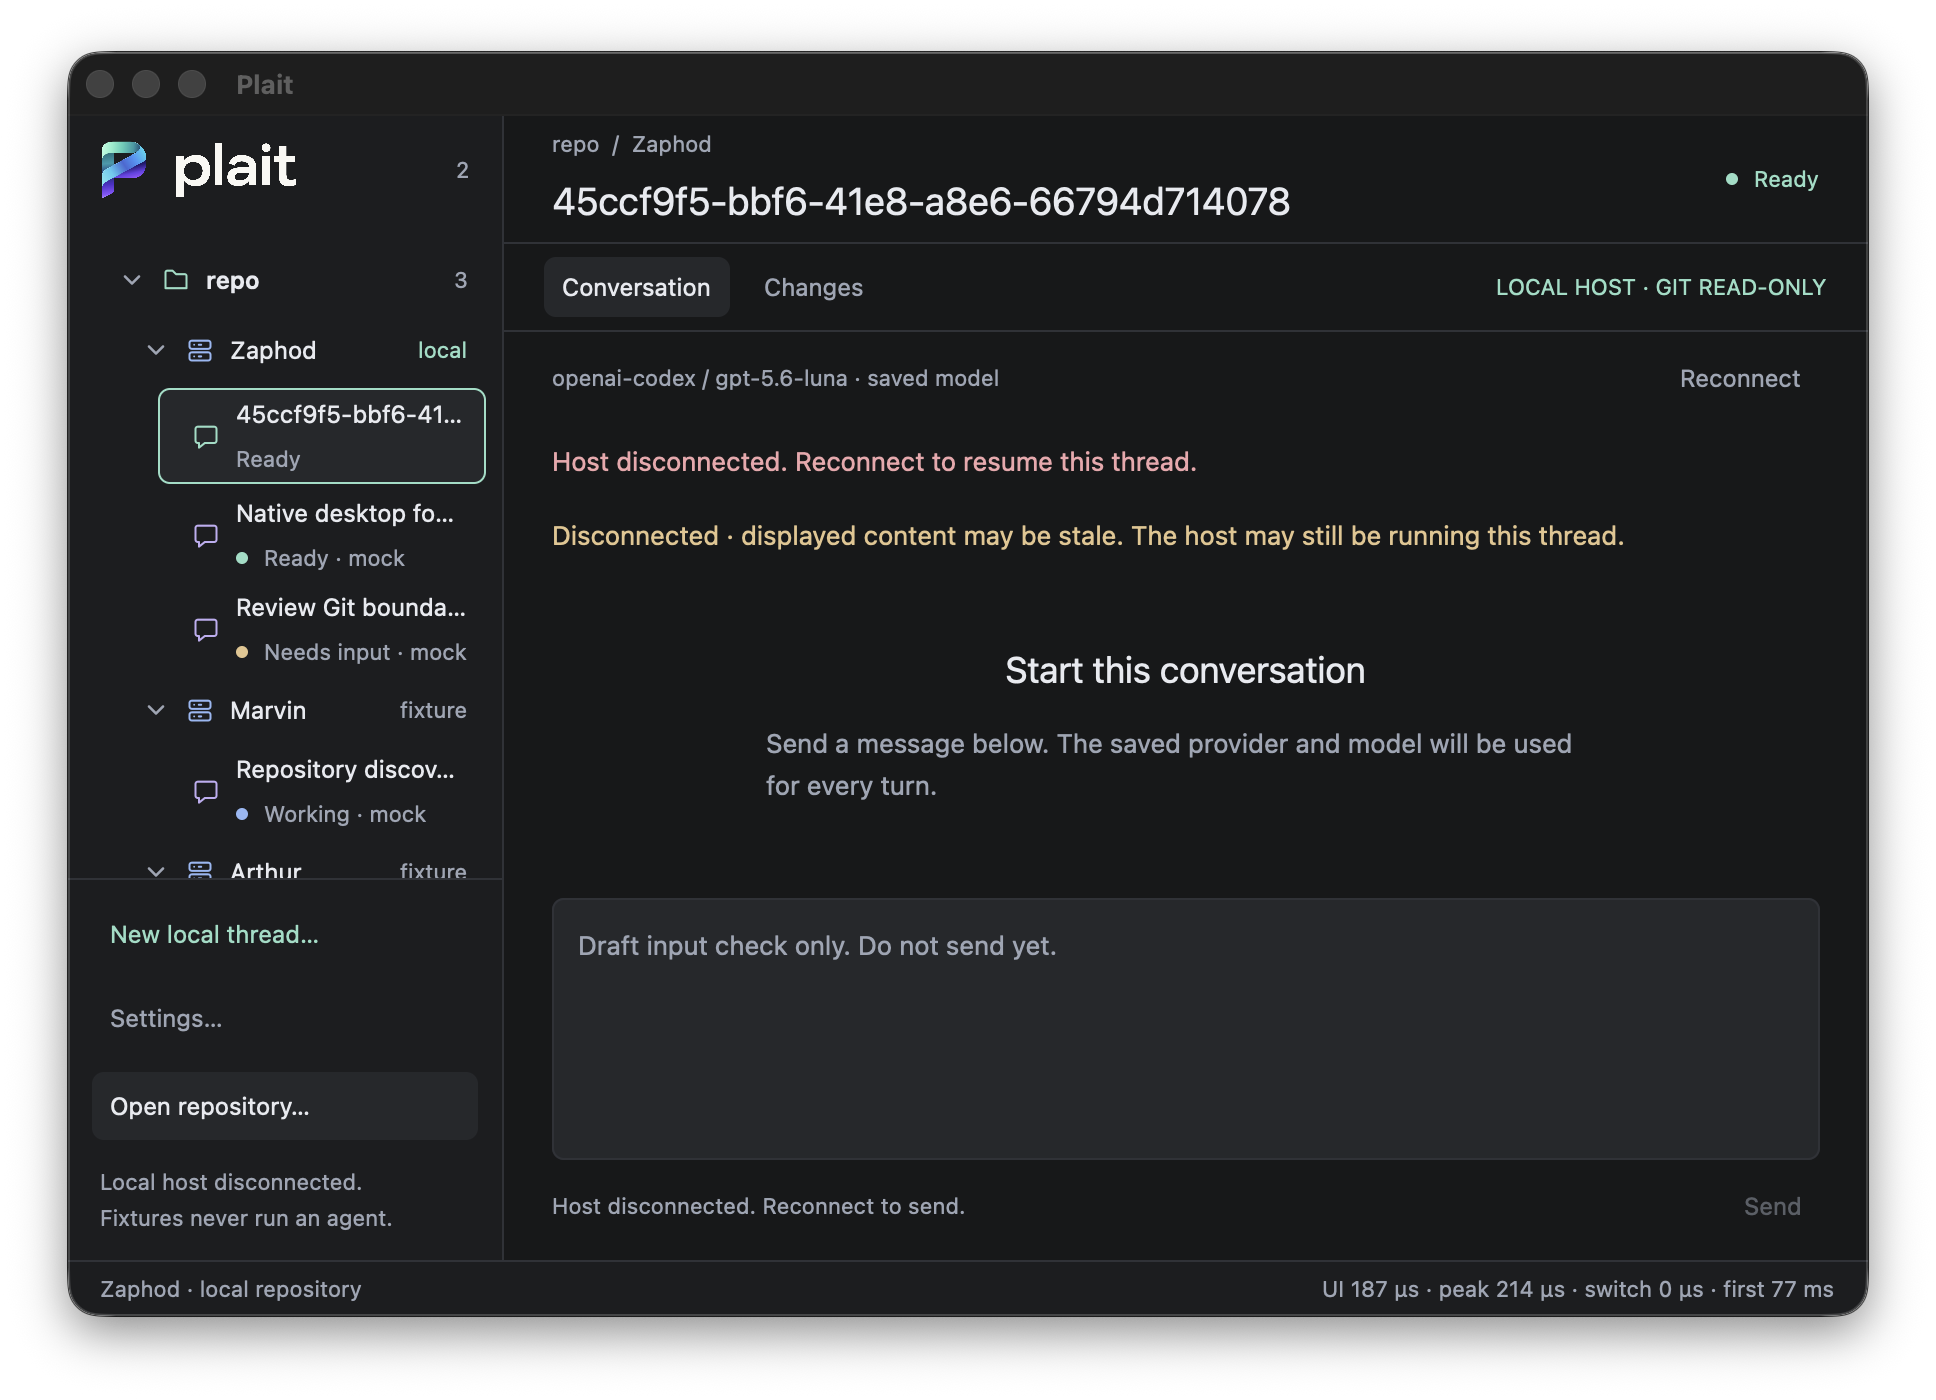 Plait
plait
2
repo
3
Zaphod
local
45ccf9f5-bbf6-41...
Ready
Native desktop fo...
Ready · mock
Review Git bounda...
Needs input · mock
Marvin
fixture
Repository discov...
Working · mock
Arthur
fixture
New local thread...
Settings...
Open repository...
Local host disconnected.
Fixtures never run an agent.
repo / Zaphod
45ccf9f5-bbf6-41e8-a8e6-66794d714078
Ready
Conversation
Changes
LOCAL HOST · GIT READ-ONLY
openai-codex / gpt-5.6-luna · saved model
Reconnect
Host disconnected. Reconnect to resume this thread.
Disconnected · displayed content may be stale. The host may still be running this thread.
Start this conversation
Send a message below. The saved provider and model will be used
for every turn.
Draft input check only. Do not send yet.
Host disconnected. Reconnect to send.
Send
Zaphod · local repository
UI 187 µs · peak 214 µs · switch 0 µs · first 77 ms